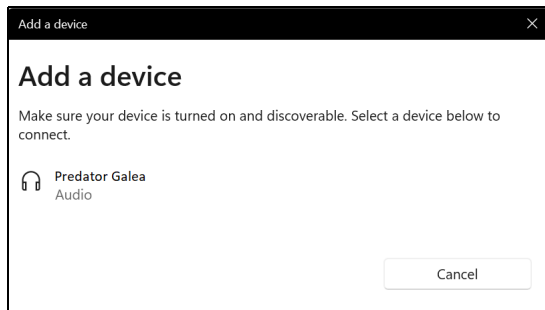 Add a device
Add a device
Make sure your device is turned on and discoverable. Select a device below to
connect.
Predator Galea
Audio
Cancel